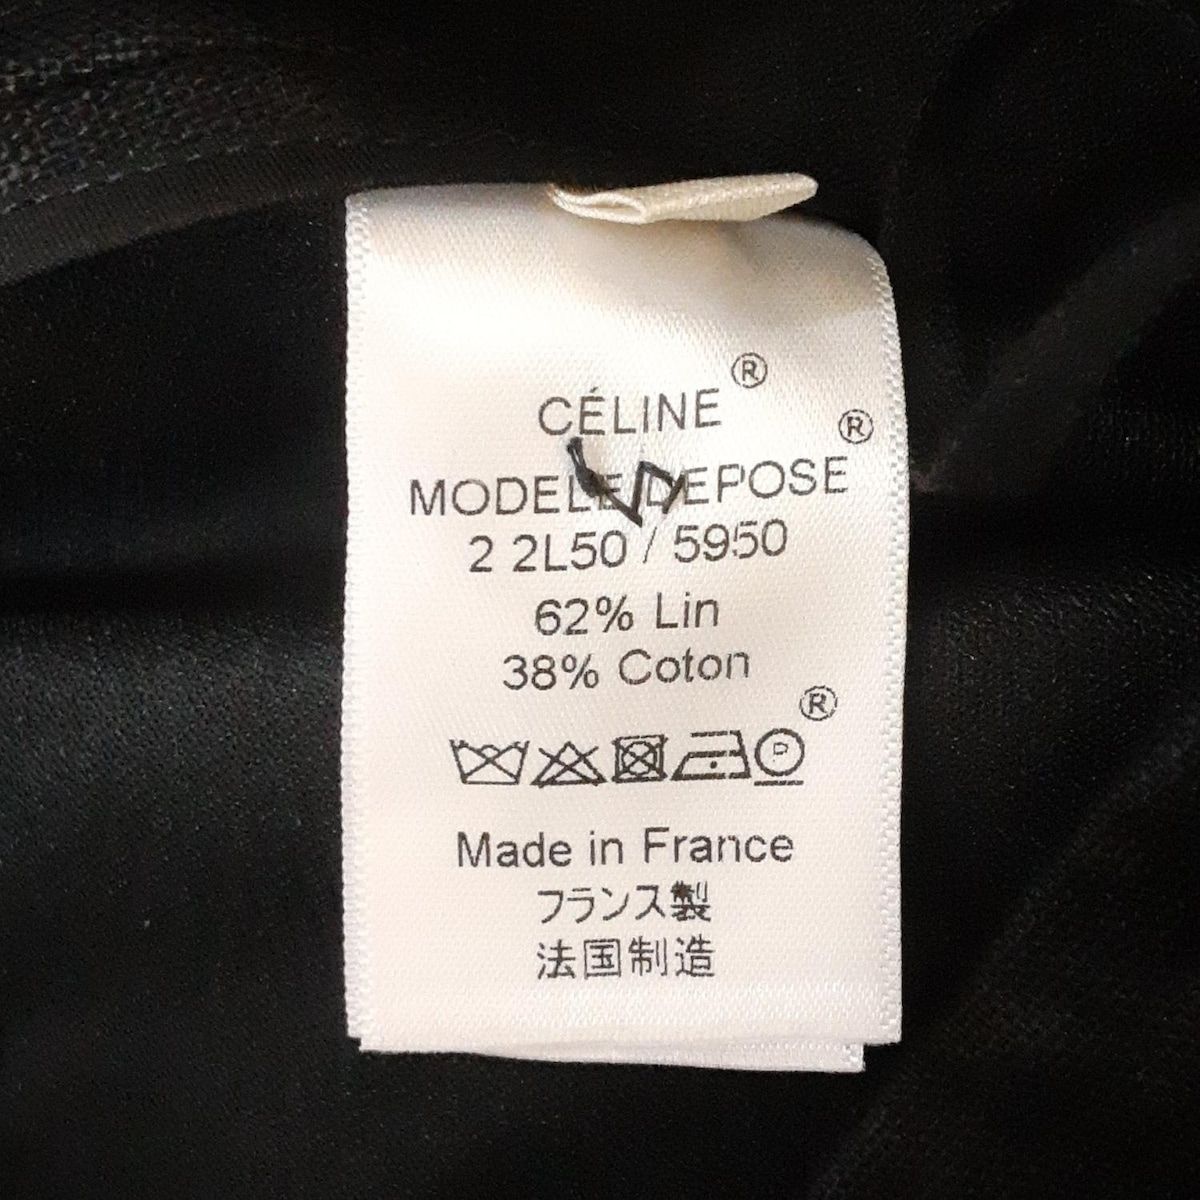 CÉLINE®
MODELE DEPOSE®
2 2L50 / 5950
62% Lin
38% Coton
®
P
Made in France
フランス製
法国制造